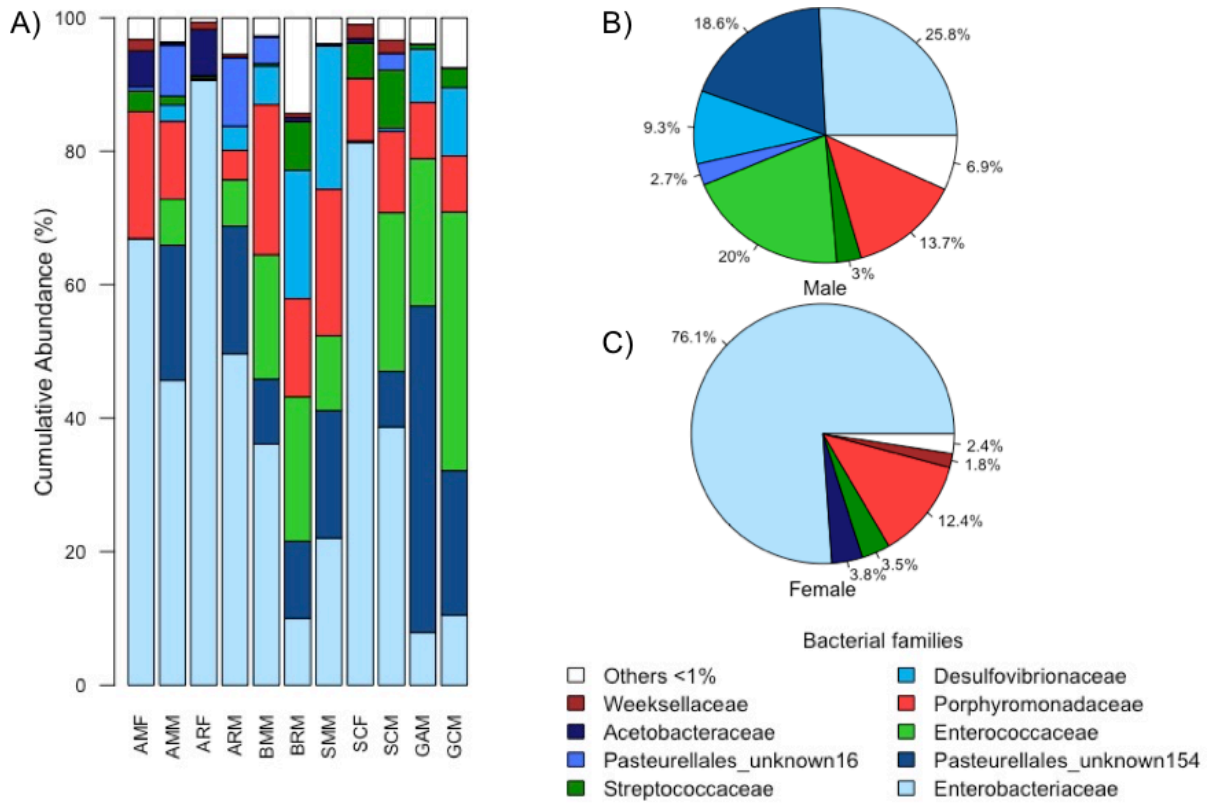 A)
Cumulative Abundance (%)
100
80
60
40
20
0
AMF
AMM
ARF
ARM
BMM
BRM
SMM
SCF
SCM
GAM
GCM
B)
18.6%
25.8%
9.3%
2.7%
6.9%
20%
3%
13.7%
Male
C)
76.1%
2.4%
1.8%
12.4%
3.5%
3.8%
Female
Bacterial families
Others <1%
Weeksellaceae
Acetobacteraceae
Pasteurellales_unknown16
Streptococcaceae
Desulfovibrionaceae
Porphyromonadaceae
Enterococcaceae
Pasteurellales_unknown154
Enterobacteriaceae